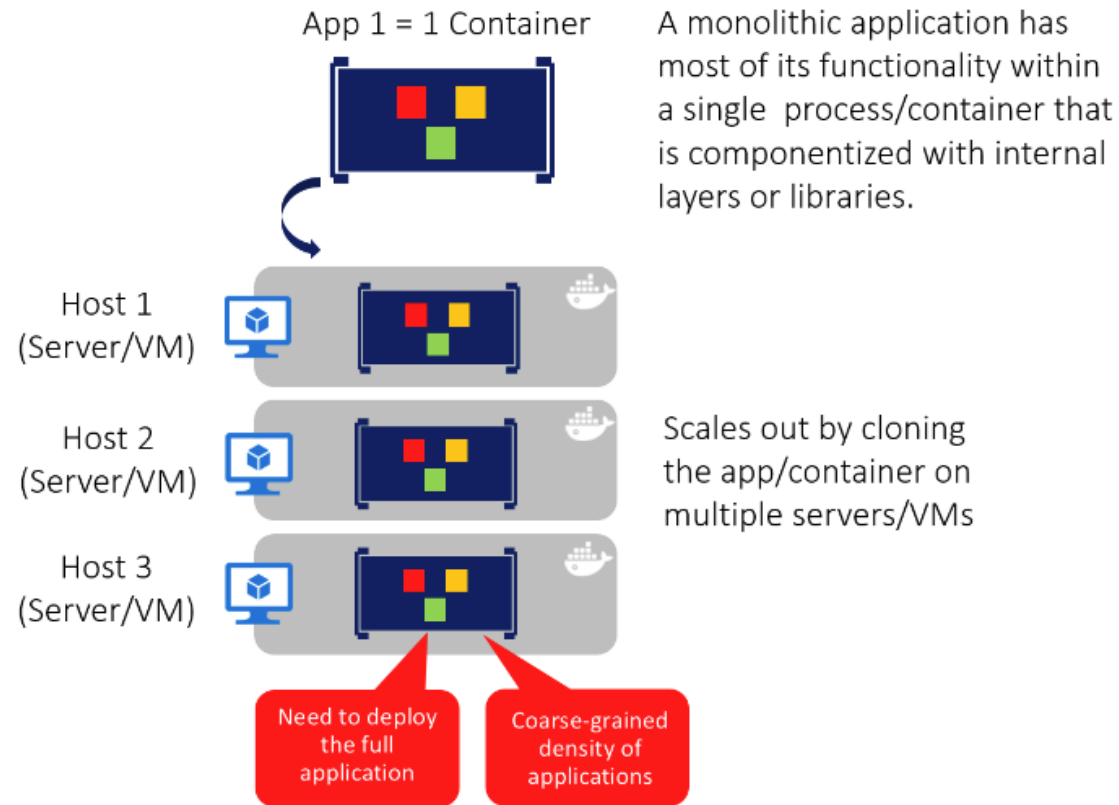 App 1 = 1 Container
A monolithic application has
most of its functionality within
a single process/container that
is componentized with internal
layers or libraries.
Host 1
(Server/VM)
Host 2
(Server/VM)
Scales out by cloning
the app/container on
multiple servers/VMs
Host 3
(Server/VM)
Need to deploy
the full
application
Coarse-grained
density of
applications